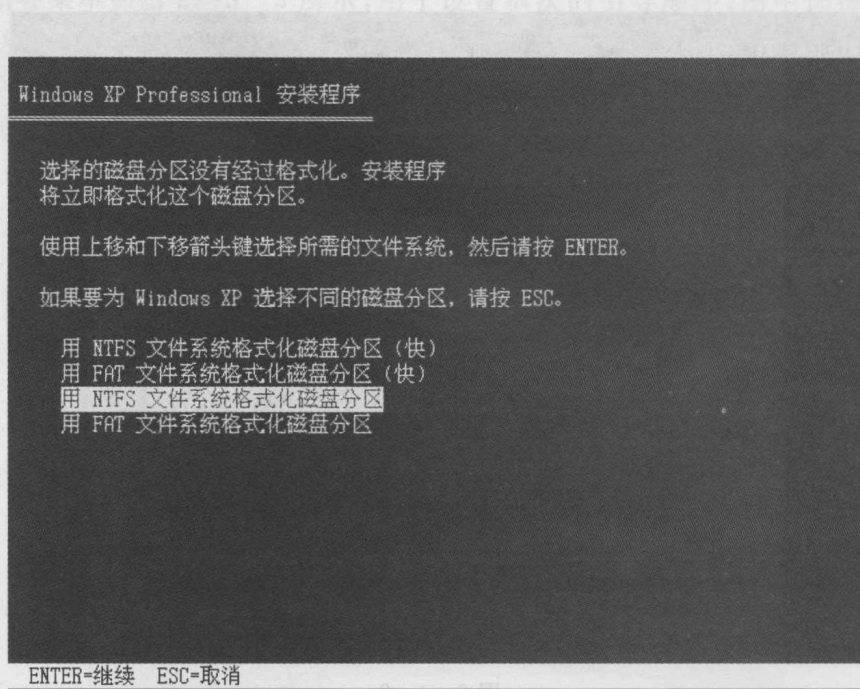 Windows XP Professional 安装程序
选择的磁盘分区没有经过格式化。安装程序
将立即格式化这个磁盘分区。
使用上移和下移箭头键选择所需的文件系统，然后请按 ENTER。
如果要为 Windows XP 选择不同的磁盘分区，请按 ESC。
用 NTFS 文件系统格式化磁盘分区（快）
用 FAT 文件系统格式化磁盘分区（快）
用 NTFS 文件系统格式化磁盘分区
用 FAT 文件系统格式化磁盘分区
ENTER=继续 ESC=取消